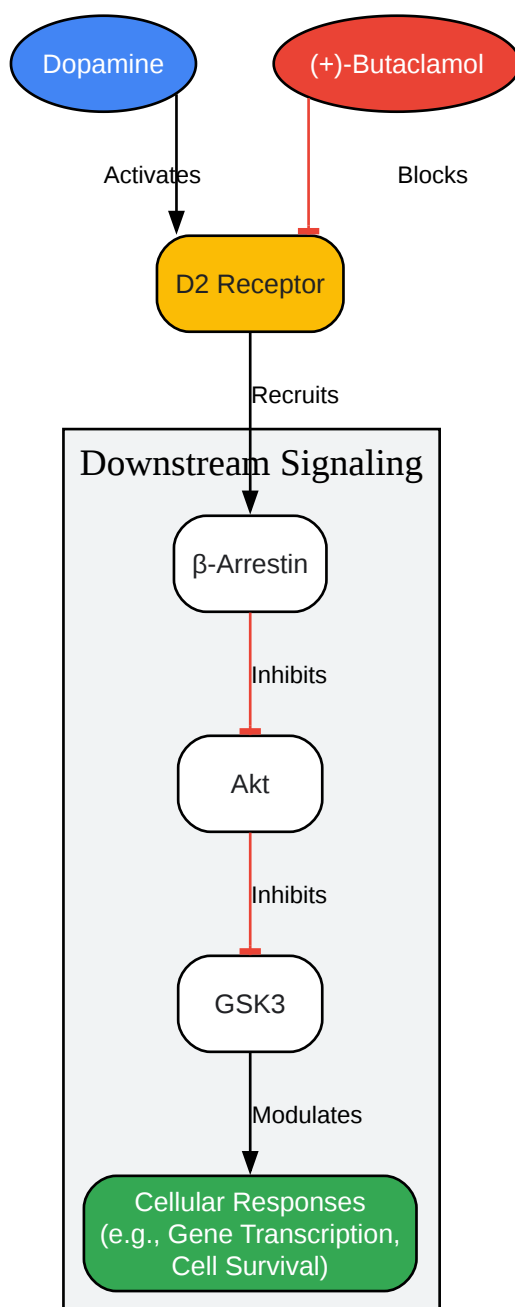 Dopamine
(+)-Butaclamol
Activates
Blocks
D2 Receptor
Recruits
Downstream Signaling
β-Arrestin
Inhibits
Akt
Inhibits
GSK3
Modulates
Cellular Responses
(e.g., Gene Transcription,
Cell Survival)